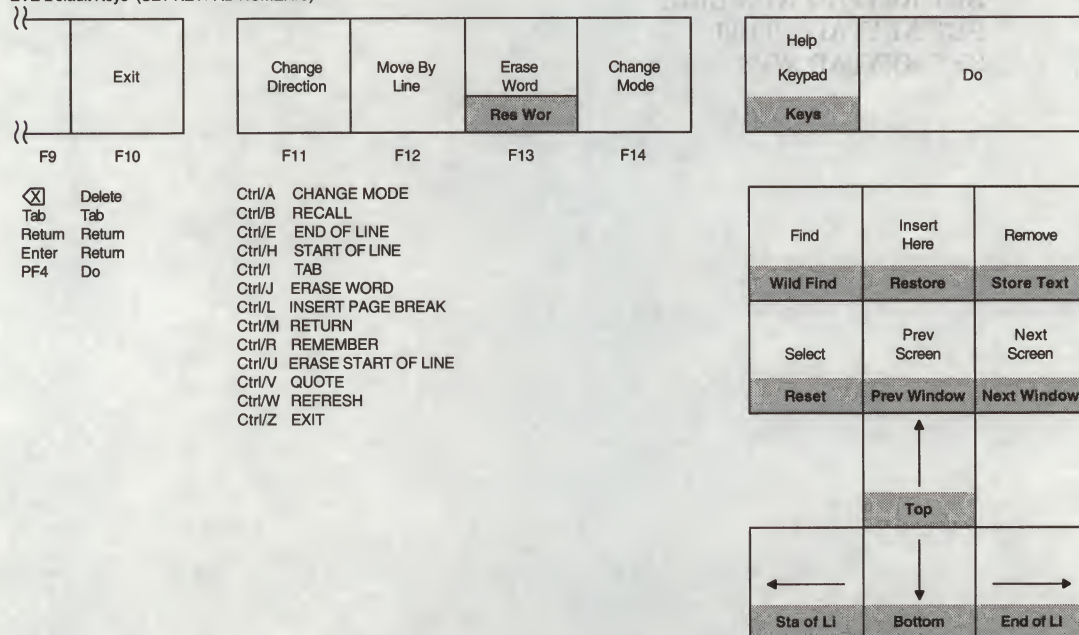 Exit
F9 F10
Change Direction
Move By Line
Erase Word
Res Wor
Change Mode
F11 F12 F13 F14
Help
Keypad
Keys
Do
Delete
Tab Tab
Return Return
Enter Return
PF4 Do
Ctrl/A CHANGE MODE
Ctrl/B RECALL
Ctrl/E END OF LINE
Ctrl/H START OF LINE
Ctrl/I TAB
Ctrl/J ERASE WORD
Ctrl/L INSERT PAGE BREAK
Ctrl/M RETURN
Ctrl/R REMEMBER
Ctrl/U ERASE START OF LINE
Ctrl/V QUOTE
Ctrl/W REFRESH
Ctrl/Z EXIT
Find
Wild Find
Insert Here
Restore
Remove
Store Text
Select
Reset
Prev Screen
Prev Window
Next Screen
Next Window
Top
Sta of Li
Bottom
End of Li